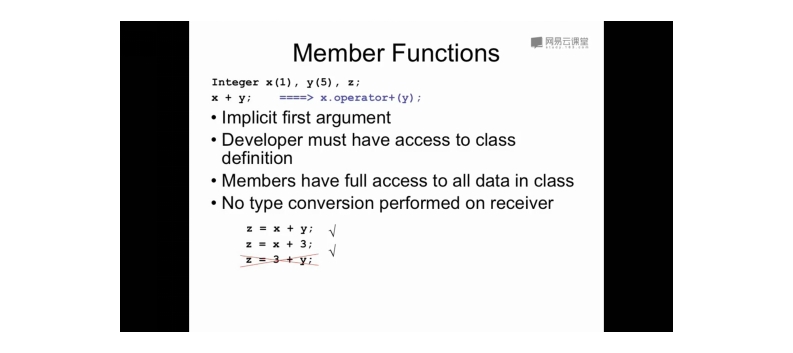 网易云课堂
Member Functions
Integer x(1), y(5), z;
x + y; ====> x.operator+(y);
• Implicit first argument
• Developer must have access to class
definition
• Members have full access to all data in class
• No type conversion performed on receiver
z = x + y; √
z = x + 3; √
z = 3 + y;